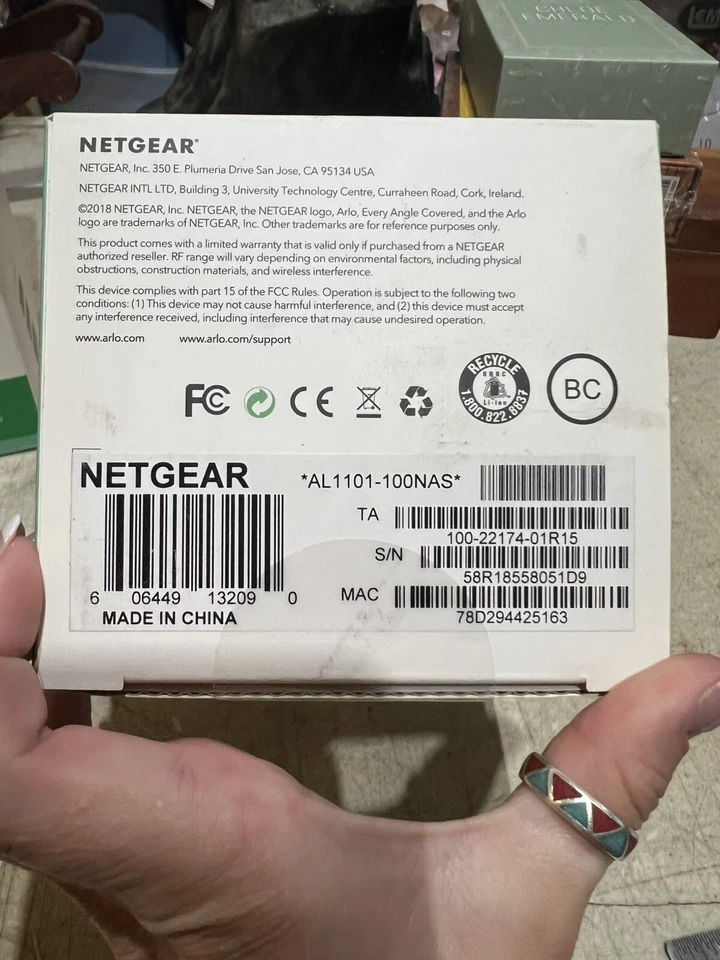 CHLOE
EMERALD
NETGEAR®
NETGEAR, Inc. 350 E. Plumeria Drive San Jose, CA 95134 USA
NETGEAR INTL LTD, Building 3, University Technology Centre, Curraheen Road, Cork, Ireland.
©2018 NETGEAR, Inc. NETGEAR, the NETGEAR logo, Arlo, Every Angle Covered, and the Arlo
logo are trademarks of NETGEAR, Inc. Other trademarks are for reference purposes only.
This product comes with a limited warranty that is valid only if purchased from a NETGEAR
authorized reseller. RF range will vary depending on environmental factors, including physical
obstructions, construction materials, and wireless interference.
This device complies with part 15 of the FCC Rules. Operation is subject to the following two
conditions: (1) This device may not cause harmful interference, and (2) this device must accept
any interference received, including interference that may cause undesired operation.
www.arlo.com www.arlo.com/support
FC CE RECYCLE RBRC Li-ion 1.800.822.8837 BC
NETGEAR *AL1101-100NAS*
TA
100-22174-01R15
S/N
58R18558051D9
MAC
78D294425163
6 06449 13209 0
MADE IN CHINA